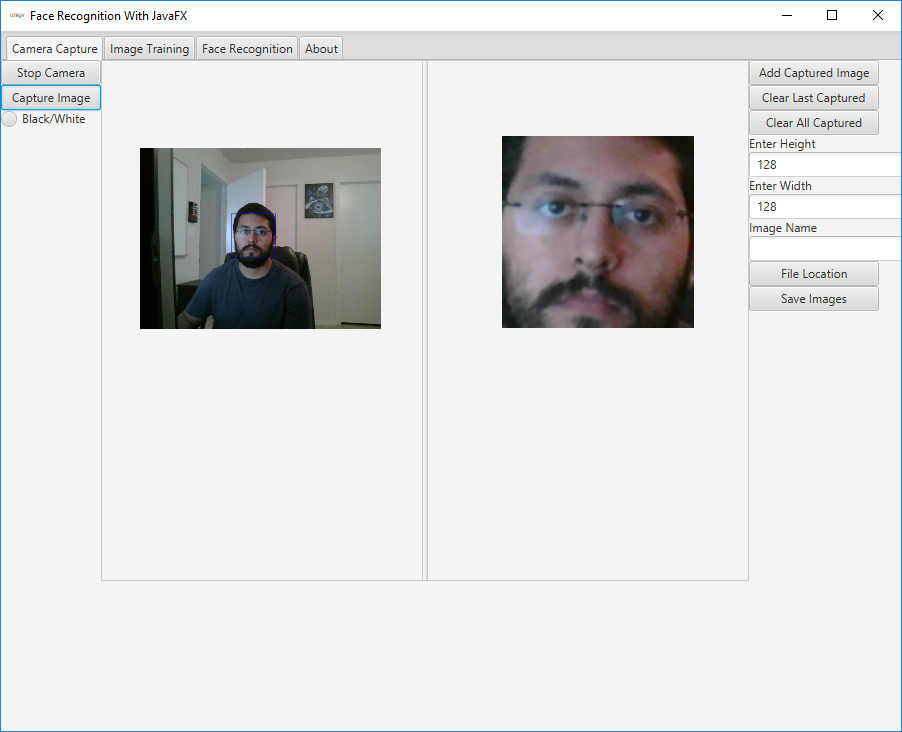 Face Recognition With JavaFX
Camera Capture
Image Training
Face Recognition
About
Stop Camera
Capture Image
Black/White
Add Captured Image
Clear Last Captured
Clear All Captured
Enter Height
128
Enter Width
128
Image Name
File Location
Save Images